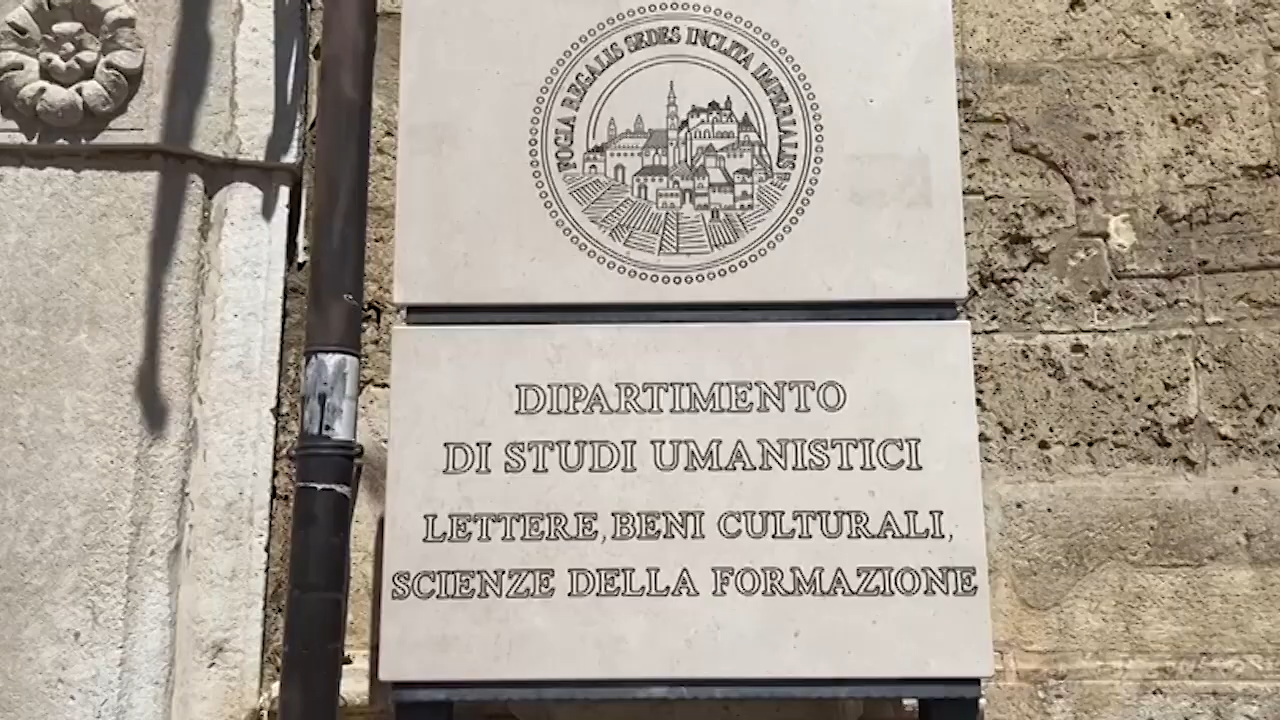 FOGIA REGALIS SEDES INCLITA IMPERIALIS
DIPARTIMENTO
DI STUDI UMANISTICI
LETTERE, BENI CULTURALI,
SCIENZE DELLA FORMAZIONE